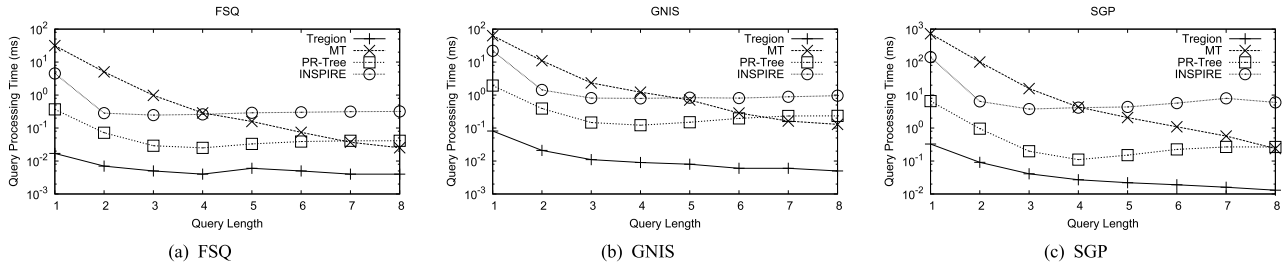 FSQ
Query Processing Time (ms)
10^2
10^1
10^0
10^-1
10^-2
10^-3
Tregion
MT
PR-Tree
INSPIRE
1 2 3 4 5 6 7 8
Query Length
(a) FSQ
GNIS
Query Processing Time (ms)
10^2
10^1
10^0
10^-1
10^-2
10^-3
Tregion
MT
PR-Tree
INSPIRE
1 2 3 4 5 6 7 8
Query Length
(b) GNIS
SGP
Query Processing Time (ms)
10^3
10^2
10^1
10^0
10^-1
10^-2
Tregion
MT
PR-Tree
INSPIRE
1 2 3 4 5 6 7 8
Query Length
(c) SGP